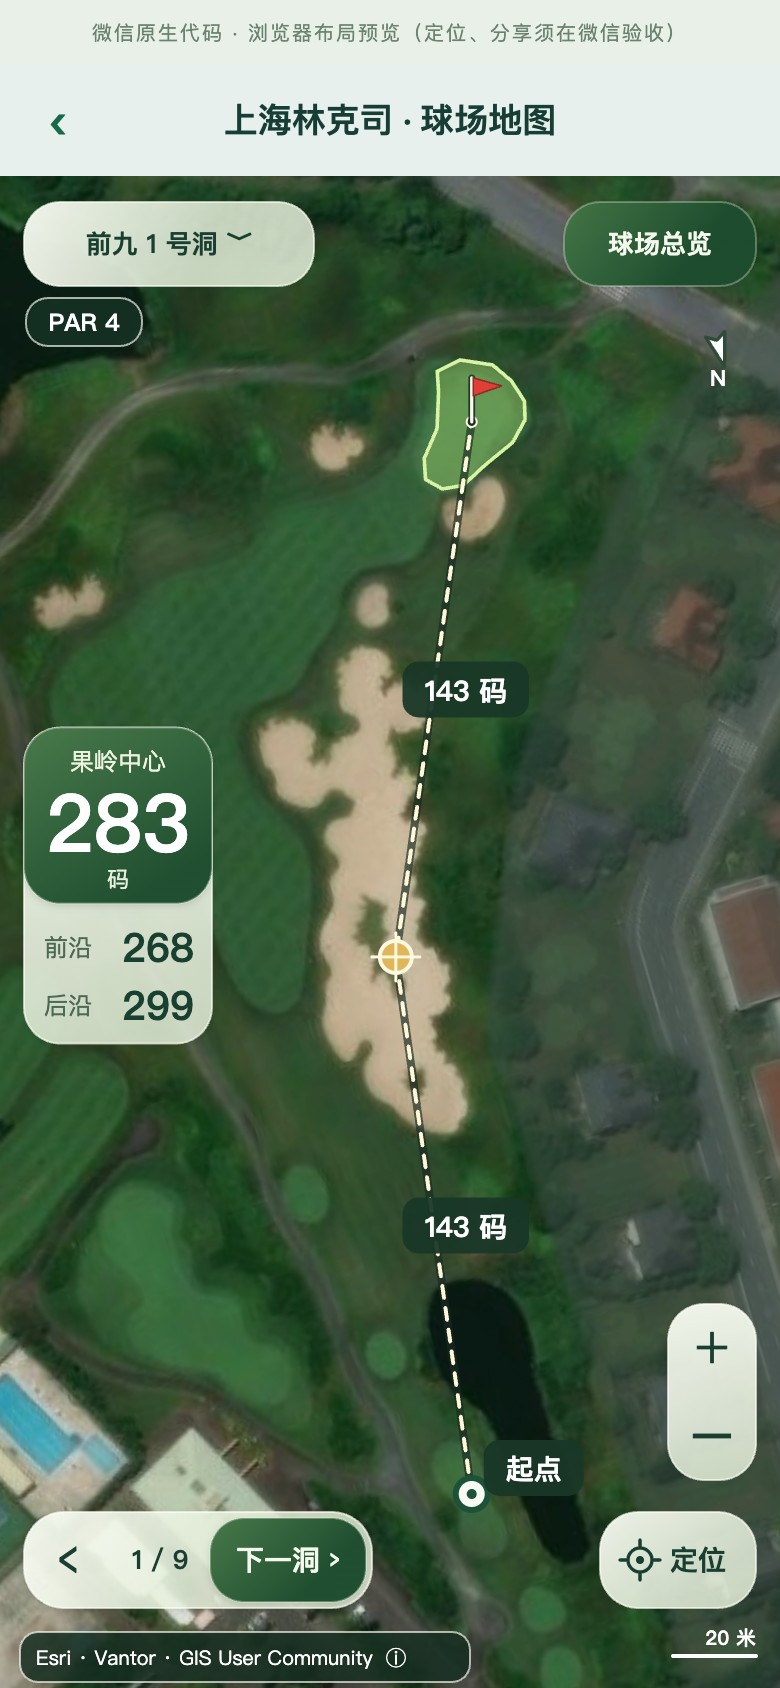 微信原生代码 · 浏览器布局预览（定位、分享须在微信验收）
‹ 上海林克司 · 球场地图
前九 1 号洞
球场总览
PAR 4
N
143 码
果岭中心
283
码
前沿 268
后沿 299
143 码
+
−
起点
< 1 / 9 下一洞 ›
定位
20 米
Esri · Vantor · GIS User Community ⓘ